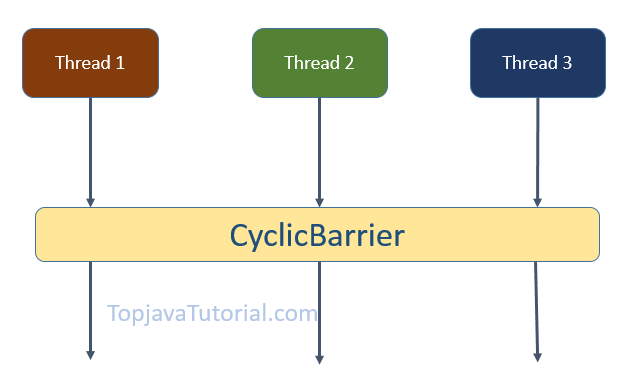 Thread 1
Thread 2
Thread 3
CyclicBarrier
TopjavaTutorial.com